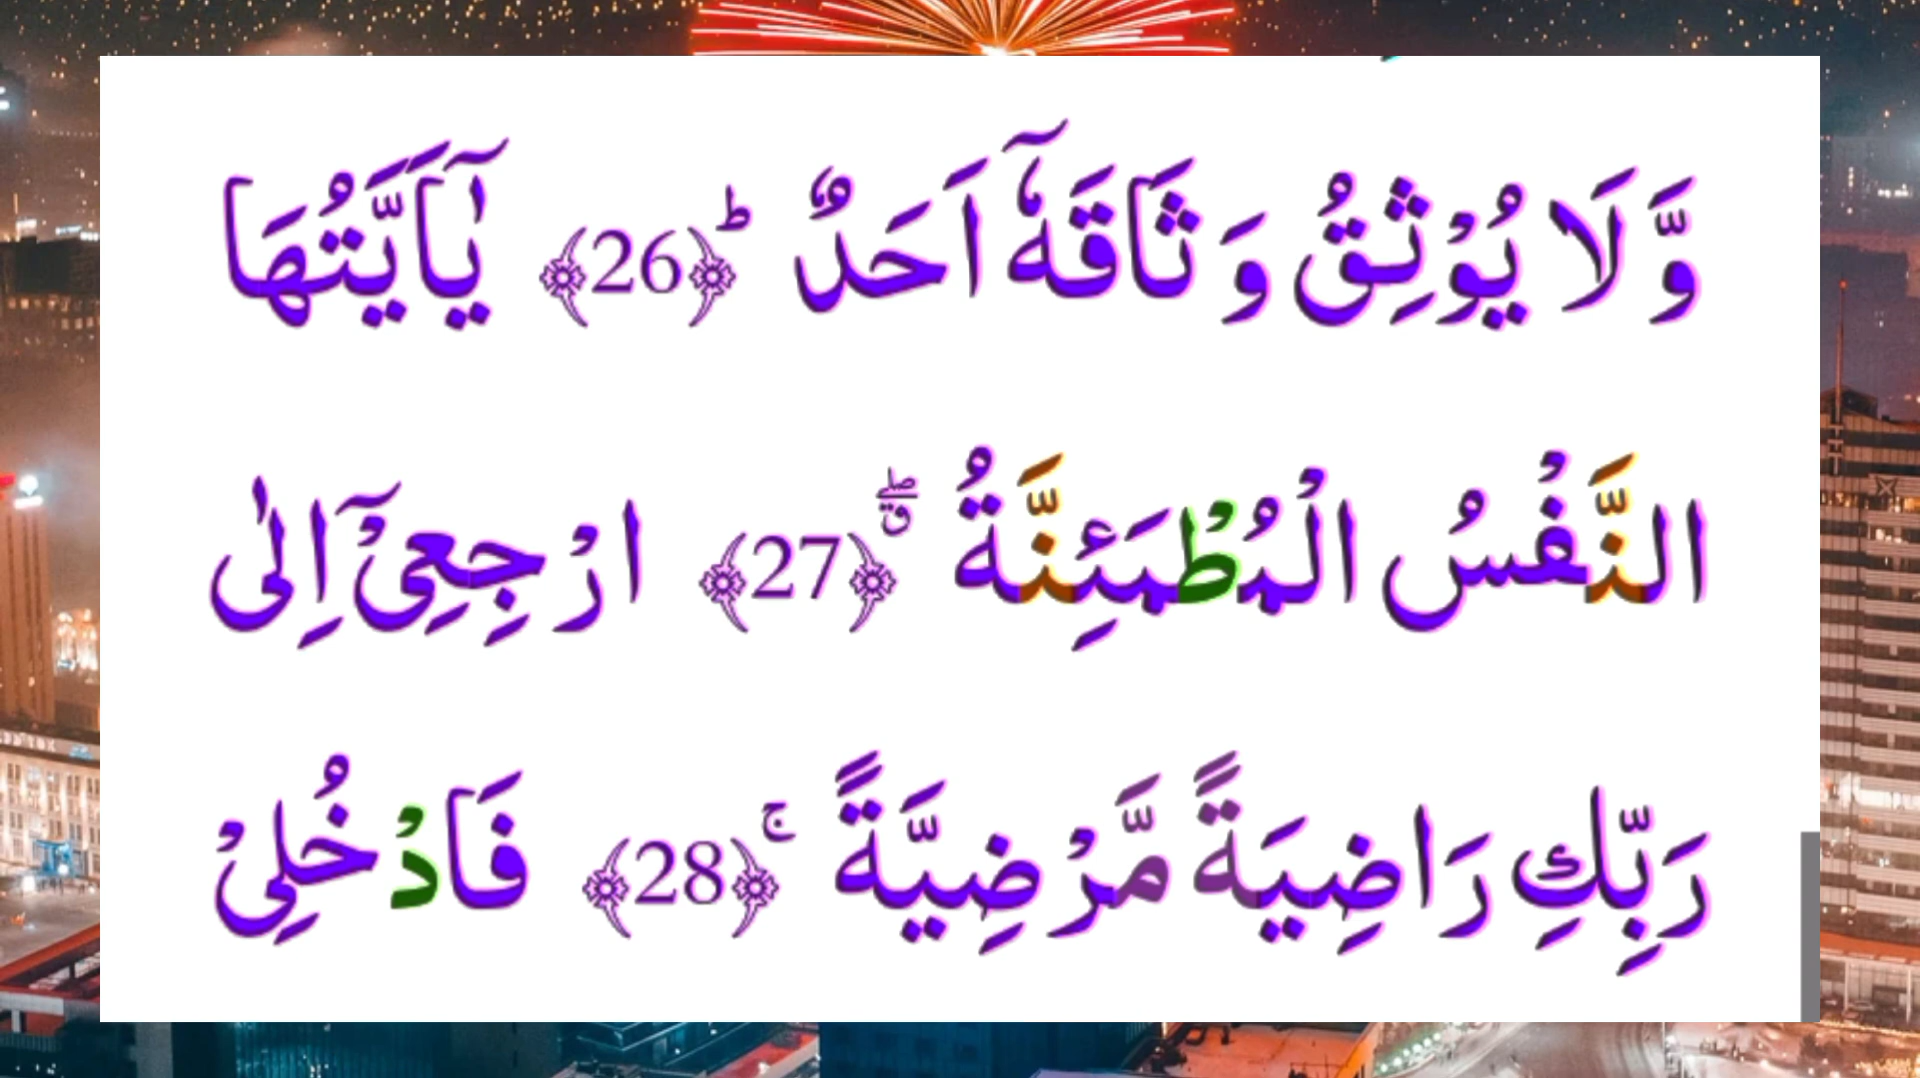 وَّلَا يُوْثِقُ وَ ثَاقَهٗۤ اَحَدٌ ؕ﴿26﴾ يٰۤاَيَّتُهَا
النَّفْسُ الْمُطْمَئِنَّةُ ۗۖ﴿27﴾ ارْجِعِىْۤ اِلٰى
رَبِّكِ رَاضِيَةً مَّرْضِيَّةً ۚ﴿28﴾ فَادْخُلِىْ